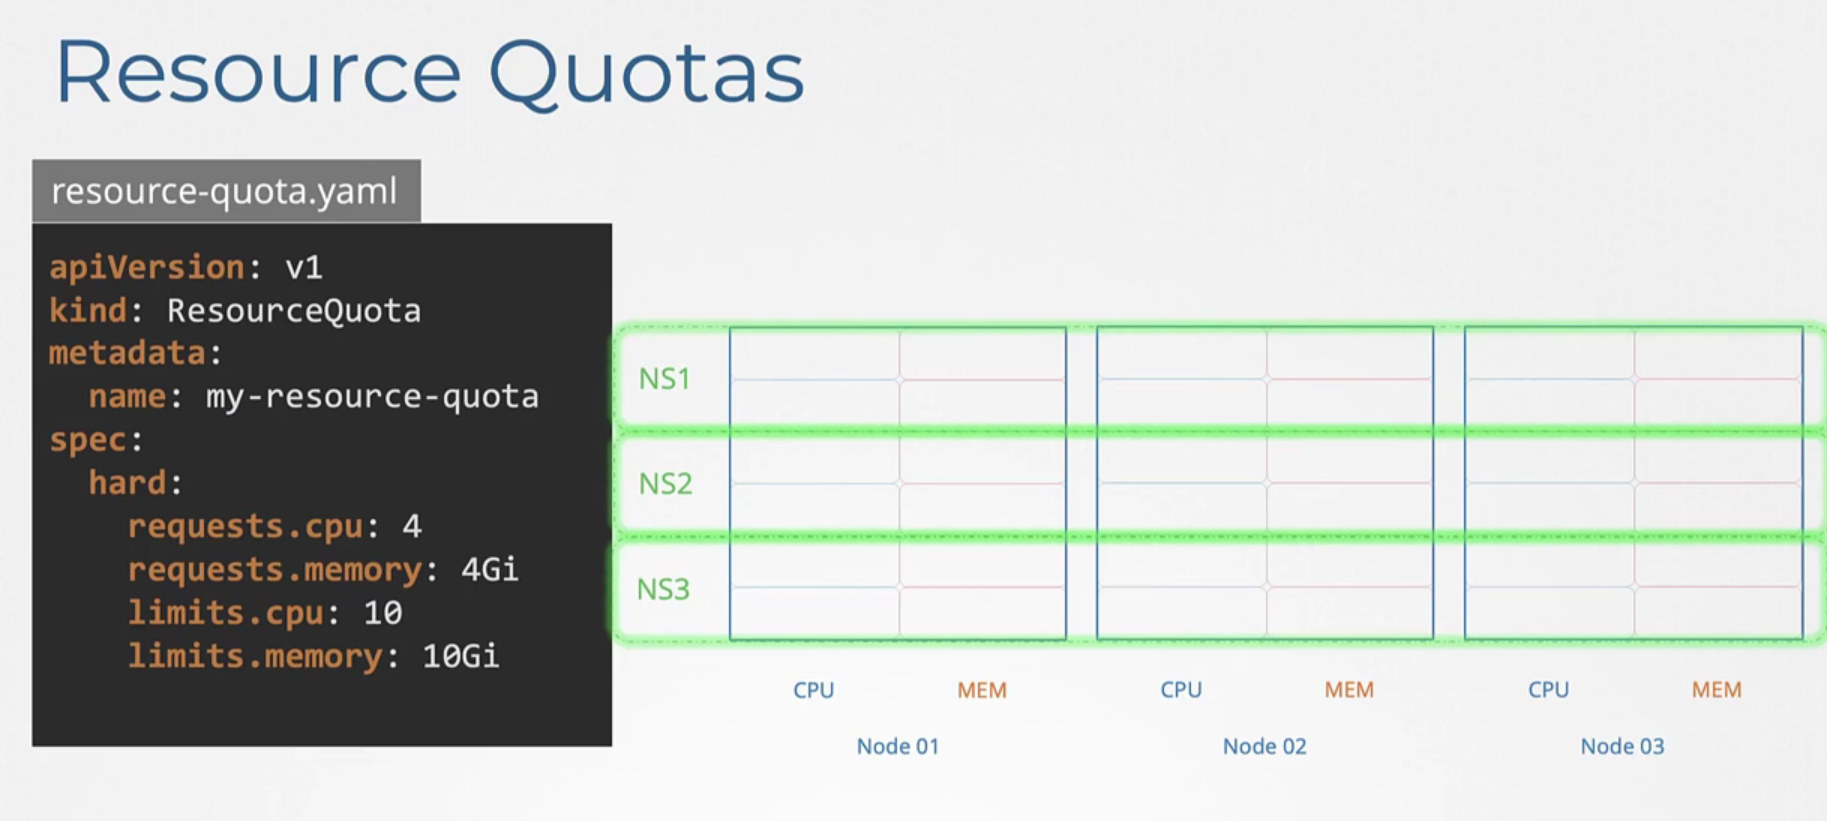 Resource Quotas
resource-quota.yaml
apiVersion: v1
kind: ResourceQuota
metadata:
  name: my-resource-quota
spec:
  hard:
    requests.cpu: 4
    requests.memory: 4Gi
    limits.cpu: 10
    limits.memory: 10Gi
NS1
NS2
NS3
CPU MEM CPU MEM CPU MEM
Node 01 Node 02 Node 03